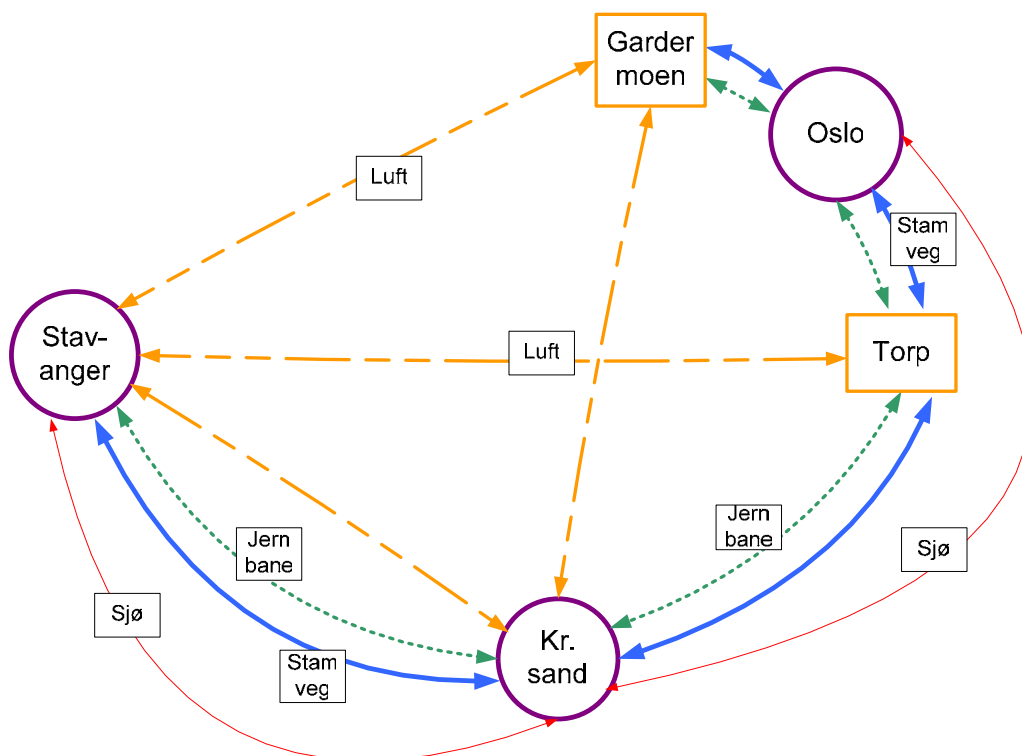 Garder
moen
Oslo
Luft
Stam
veg
Stav-
anger
Luft
Torp
Jern
bane
Jern
bane
Sjø
Sjø
Kr.
sand
Stam
veg